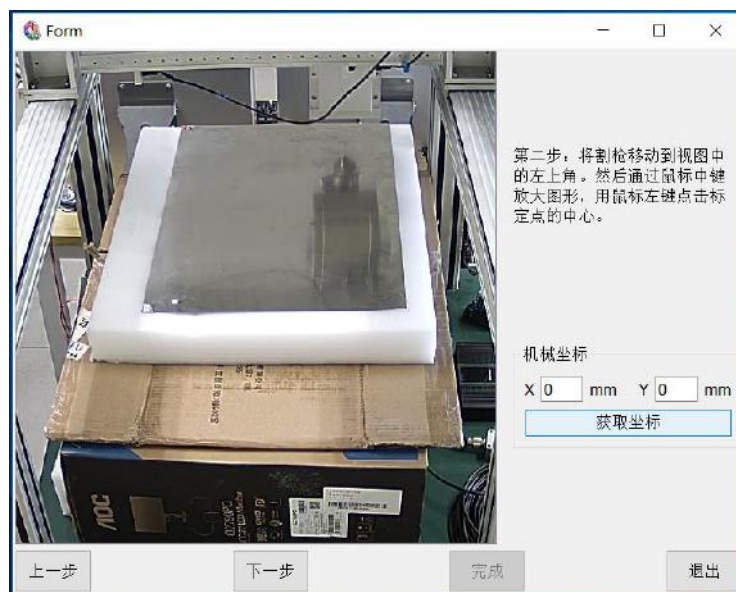 Form
第二步：将割枪移动到视图中
的左上角。然后通过鼠标中键
放大图形，用鼠标左键点击标
定点的中心。
机械坐标
X 0 mm Y 0 mm
获取坐标
AOC
上一步 下一步 完成 退出